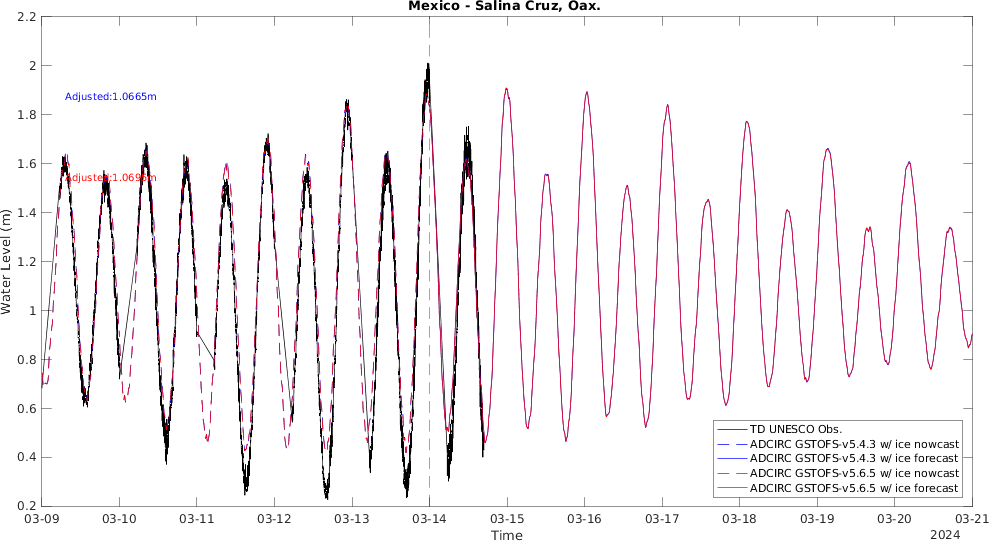 Mexico - Salina Cruz, Oax.
2.2
2
1.8
1.6
1.4
1.2
1
0.8
0.6
0.4
0.2
Water Level (m)
Adjusted:1.0665m
Adjusted:1.0695m
TD UNESCO Obs.
ADCIRC GSTOFS-v5.4.3 w/ ice nowcast
ADCIRC GSTOFS-v5.4.3 w/ ice forecast
ADCIRC GSTOFS-v5.6.5 w/ ice nowcast
ADCIRC GSTOFS-v5.6.5 w/ ice forecast
03-09 03-10 03-11 03-12 03-13 03-14 03-15 03-16 03-17 03-18 03-19 03-20 03-21
Time
2024